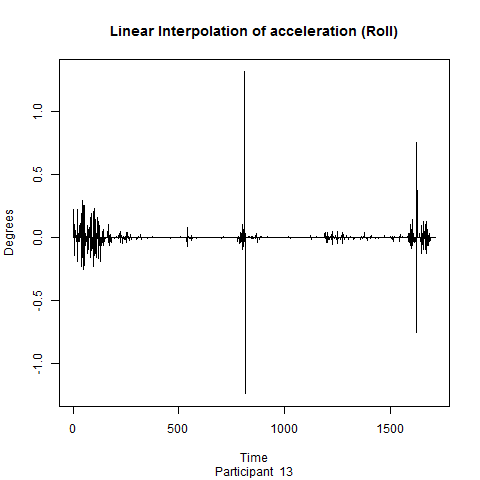 Linear Interpolation of acceleration (Roll)
Degrees
1.0
0.5
0.0
-0.5
-1.0
0 500 1000 1500
Time
Participant 13